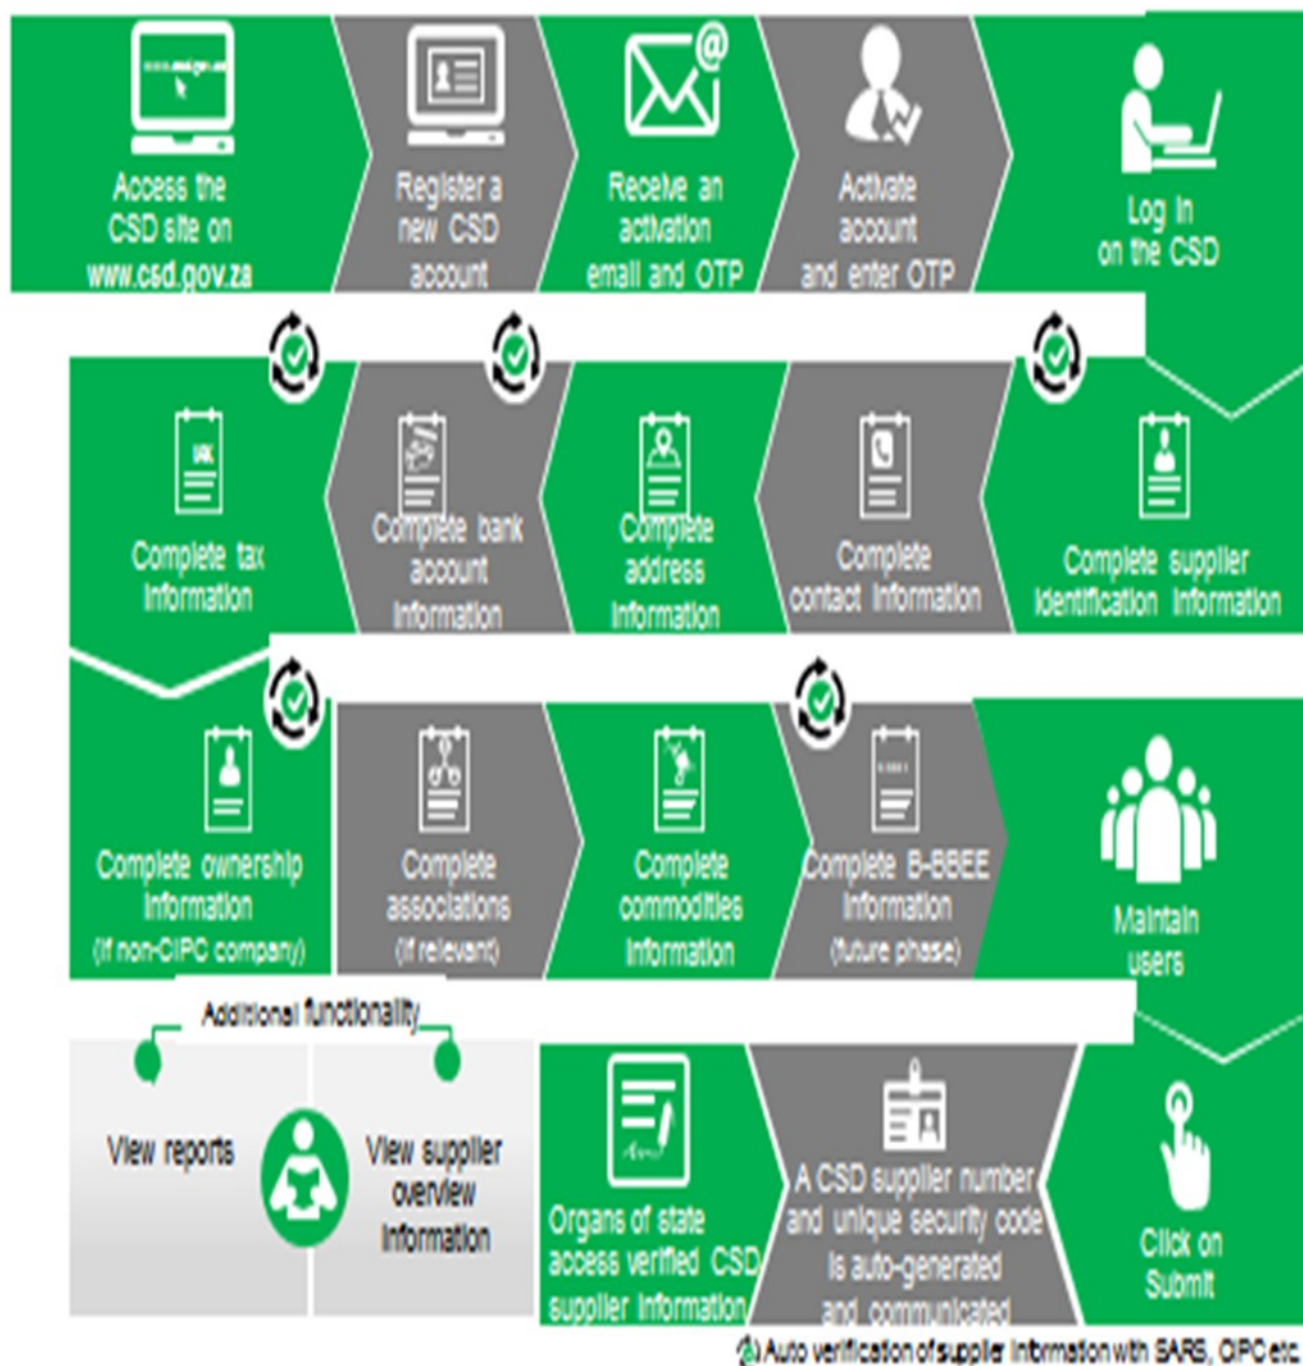 Access the
CSD site on
www.csd.gov.za
Register a
new CSD
account
Receive an
activation
email and OTP
Activate
account
and enter OTP
Log in
on the CSD
Complete supplier
identification information
Complete
contact information
Complete
address
information
Complete bank
account
information
Complete tax
information
Complete ownership
information
(if non-CIPC company)
Complete
associations
(if relevant)
Complete
commodities
information
Complete B-BBEE
information
(future phase)
Maintain
users
Click on
Submit
A CSD supplier number
and unique security code
is auto-generated
and communicated
Organs of state
access verified CSD
supplier information
Additional functionality
View reports
View supplier
overview
information
Auto verification of supplier information with SARS, CIPC etc.